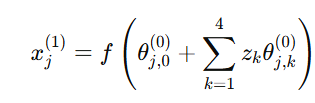 $x_j^{(1)} = f\left(\theta_{j,0}^{(0)} + \sum_{k=1}^{4} z_k \theta_{j,k}^{(0)}\right)$